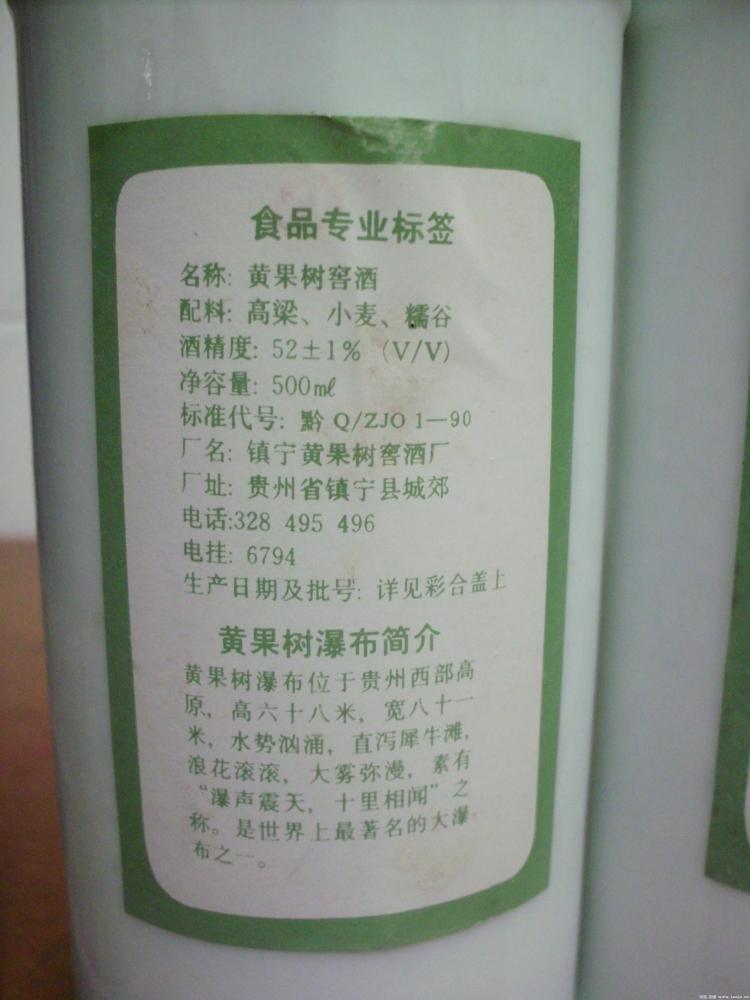 食品专业标签
名称: 黄果树窖酒
配料: 高梁、小麦、糯谷
酒精度: 52±1% (V/V)
净容量: 500ml
标准代号: 黔 Q/ZJO 1—90
厂名: 镇宁黄果树窖酒厂
厂址: 贵州省镇宁县城郊
电话:328 495 496
电挂: 6794
生产日期及批号: 详见彩合盖上
黄果树瀑布简介
黄果树瀑布位于贵州西部高
原, 高六十八米, 宽八十一
米, 水势汹涌, 直泻犀牛滩,
浪花滚滚, 大雾弥漫, 素有
“瀑声震天, 十里相闻”之
称。是世界上最著名的大瀑
布之一。